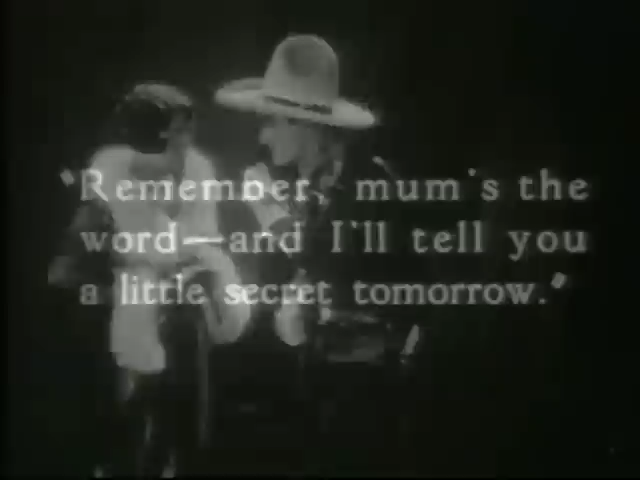 "Remember, mum's the
word—and I'll tell you
a little secret tomorrow."